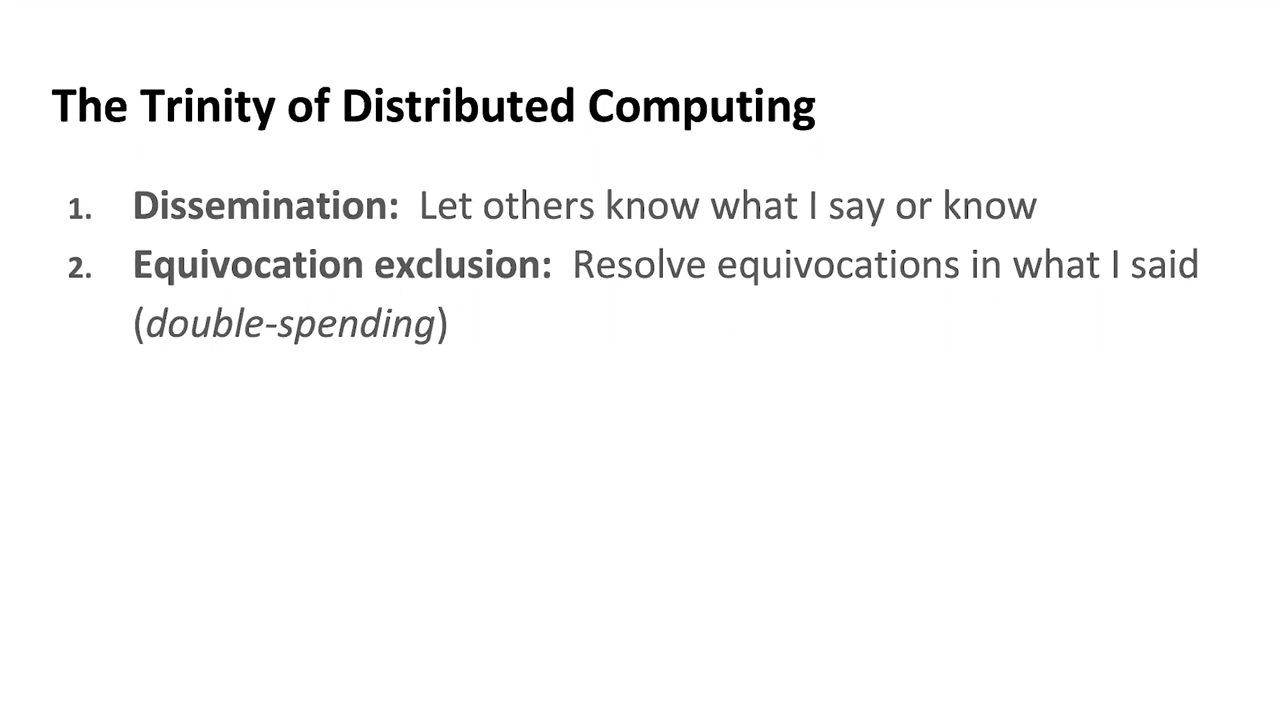 The Trinity of Distributed Computing
1. Dissemination: Let others know what I say or know
2. Equivocation exclusion: Resolve equivocations in what I said
(double-spending)